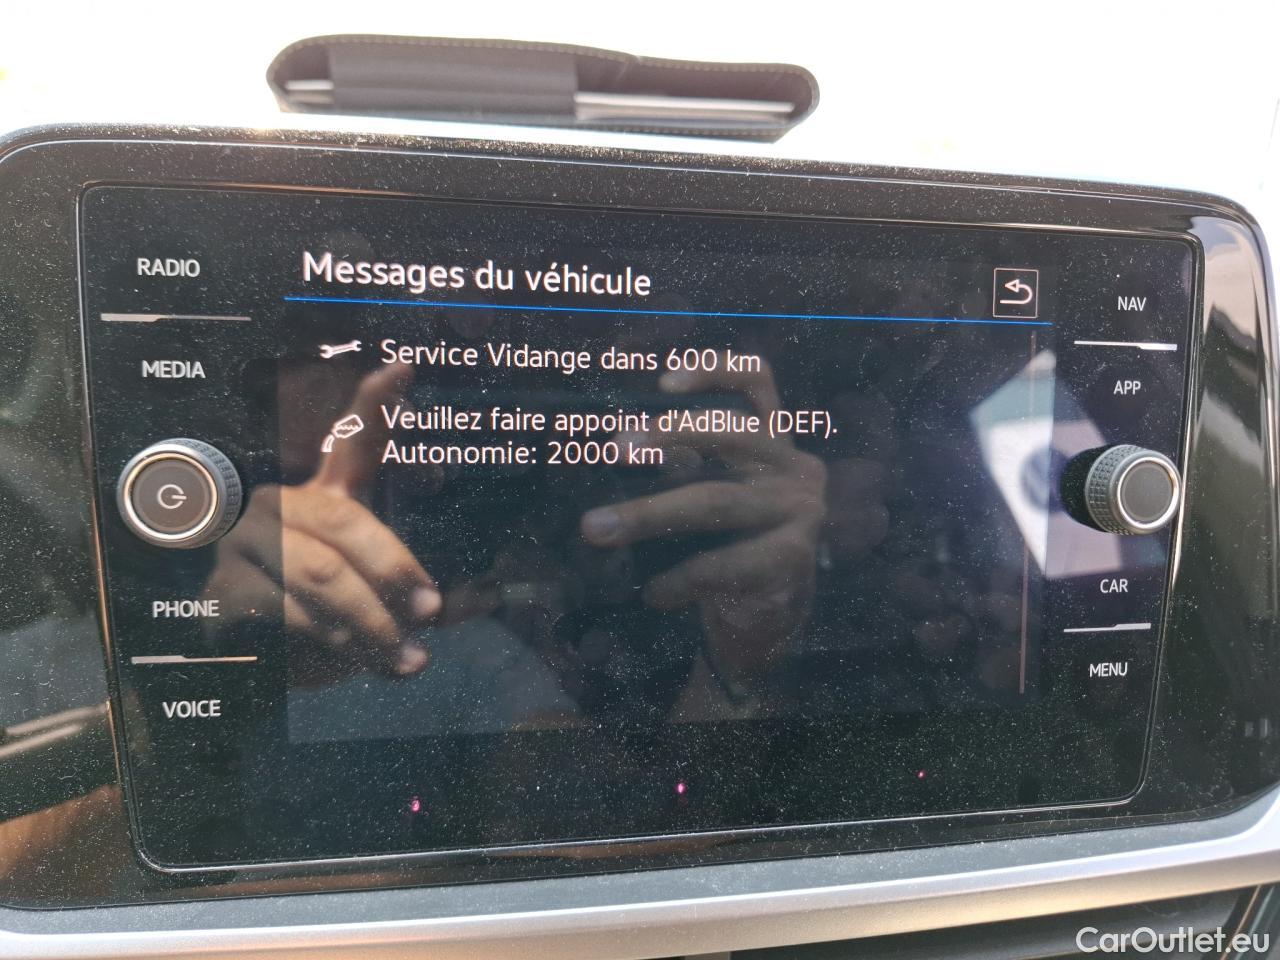 Messages du véhicule
Service Vidange dans 600 km
Veuillez faire appoint d'AdBlue (DEF).
Autonomie: 2000 km
RADIO
MEDIA
PHONE
VOICE
NAV
APP
CAR
MENU
CarOutlet.eu